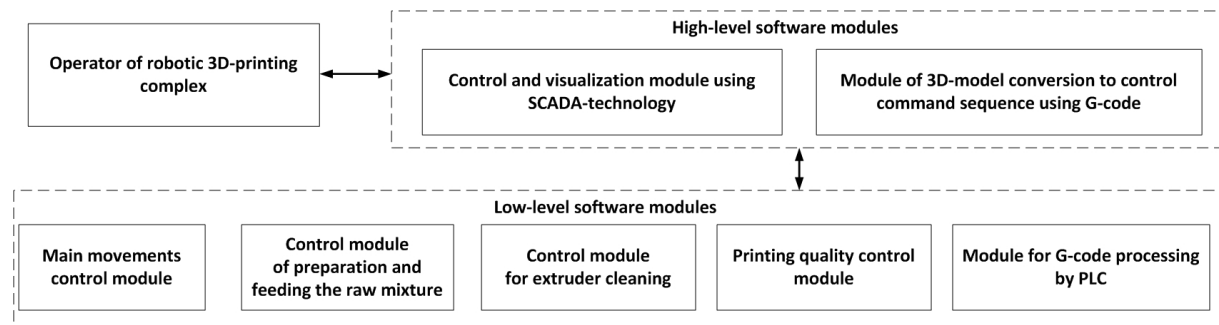 Operator of robotic 3D-printing
complex
High-level software modules
Control and visualization module using
SCADA-technology
Module of 3D-model conversion to control
command sequence using G-code
Low-level software modules
Main movements
control module
Control module
of preparation and
feeding the raw mixture
Control module
for extruder cleaning
Printing quality control
module
Module for G-code processing
by PLC